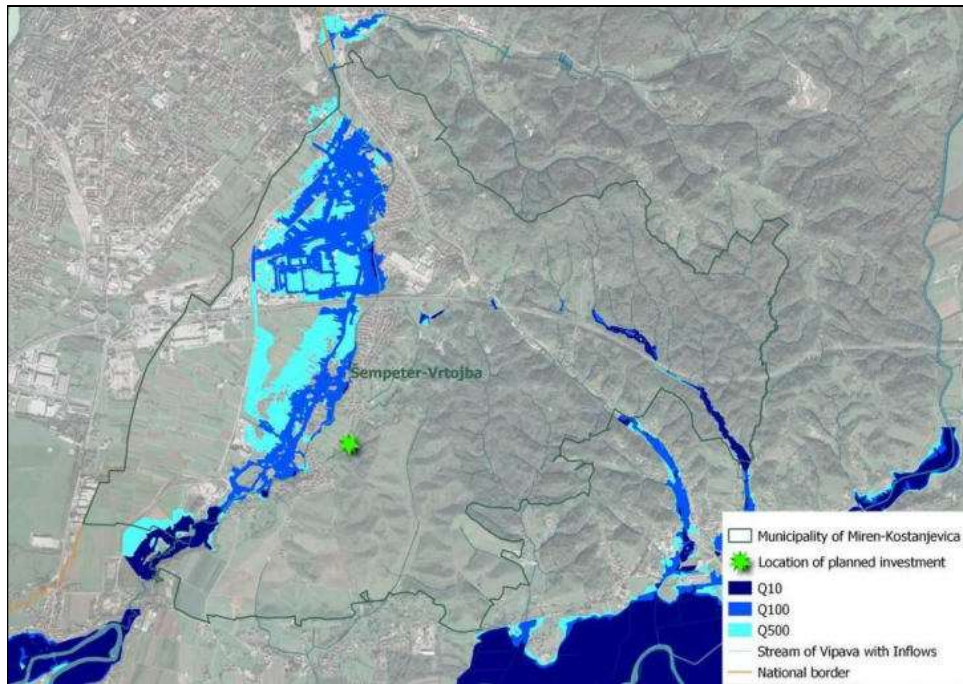 Sempeter-Vrtojba
Municipality of Miren-Kostanjevica
Location of planned investment
Q10
Q100
Q500
Stream of Vipava with Inflows
National border